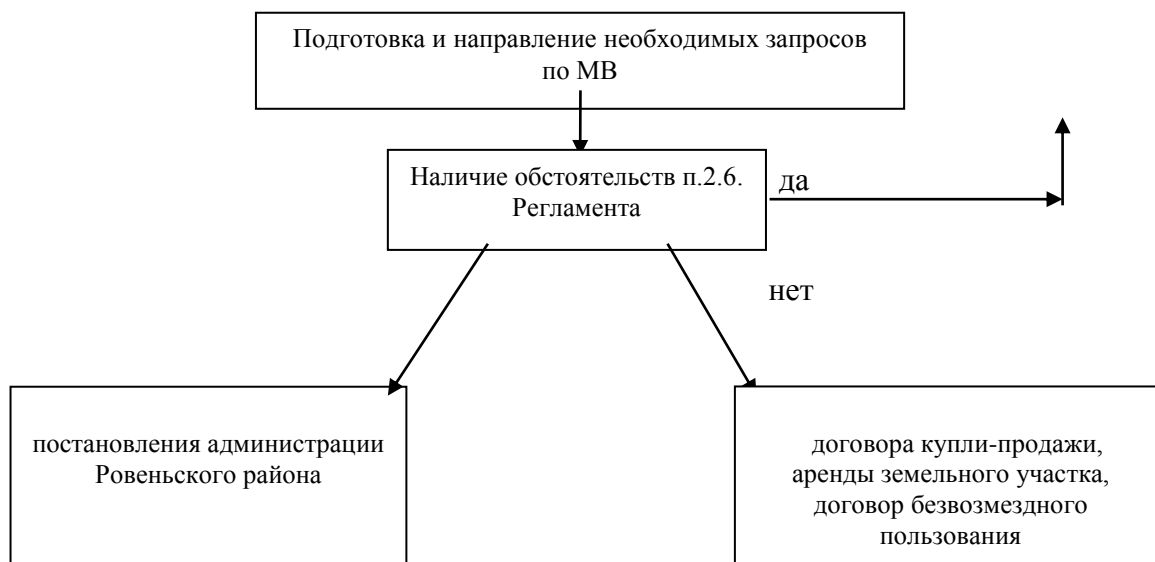 Подготовка и направление необходимых запросов
по МВ
Наличие обстоятельств п.2.6.
Регламента
да
нет
постановления администрации
Ровеньского района
договора купли-продажи,
аренды земельного участка,
договор безвозмездного
пользования